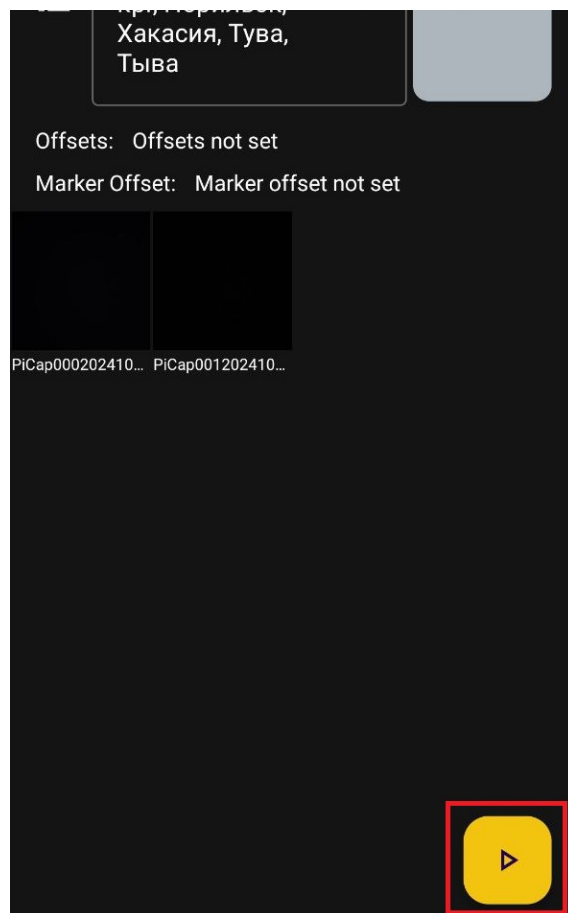 Хакасия, Тува,
Тыва
Offsets: Offsets not set
Marker Offset: Marker offset not set
PiCap000202410… PiCap001202410…